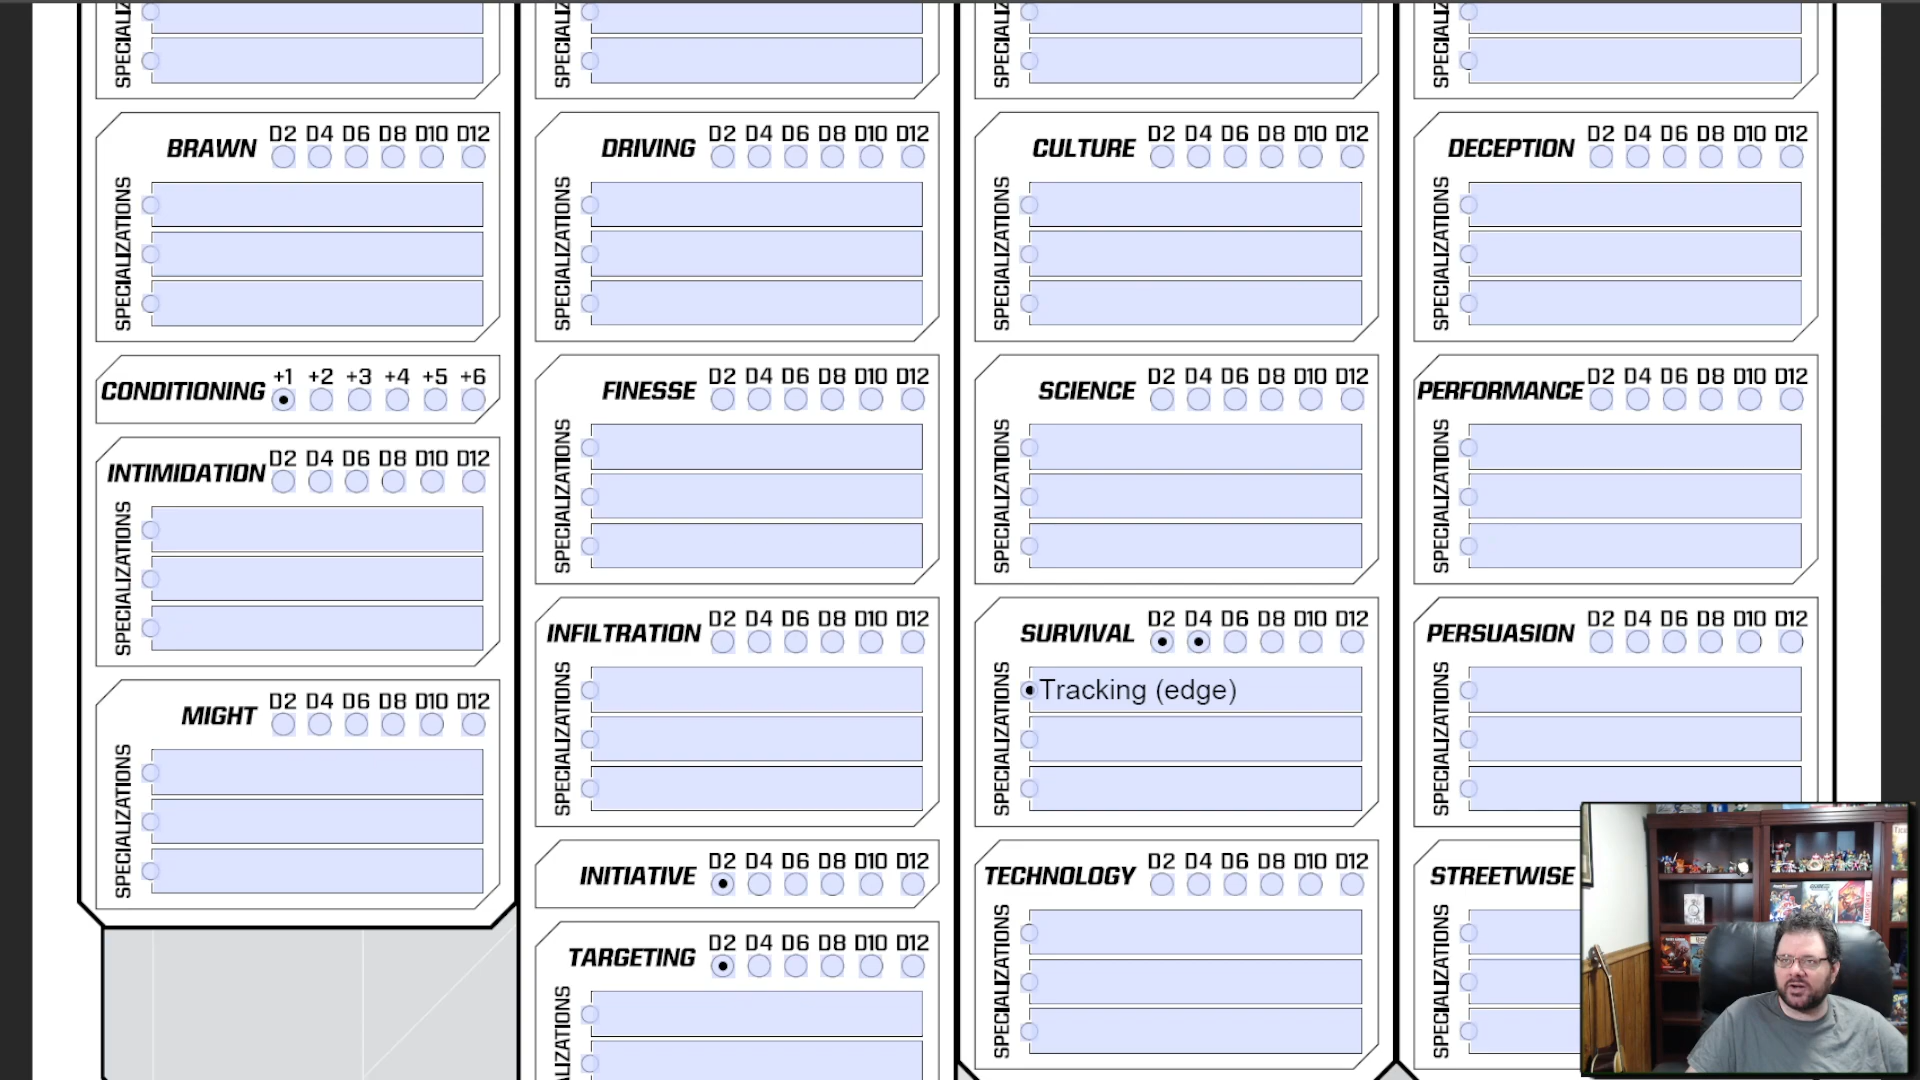 SPECIALIZ
SPECIALIZ
SPECIALIZ
SPECIALIZ
BRAWN D2 D4 D6 D8 D10 D12
SPECIALIZATIONS
CONDITIONING +1 +2 +3 +4 +5 +6
INTIMIDATION D2 D4 D6 D8 D10 D12
SPECIALIZATIONS
MIGHT D2 D4 D6 D8 D10 D12
SPECIALIZATIONS
DRIVING D2 D4 D6 D8 D10 D12
SPECIALIZATIONS
FINESSE D2 D4 D6 D8 D10 D12
SPECIALIZATIONS
INFILTRATION D2 D4 D6 D8 D10 D12
SPECIALIZATIONS
INITIATIVE D2 D4 D6 D8 D10 D12
TARGETING D2 D4 D6 D8 D10 D12
IALIZATIONS
CULTURE D2 D4 D6 D8 D10 D12
SPECIALIZATIONS
SCIENCE D2 D4 D6 D8 D10 D12
SPECIALIZATIONS
SURVIVAL D2 D4 D6 D8 D10 D12
SPECIALIZATIONS
Tracking (edge)
TECHNOLOGY D2 D4 D6 D8 D10 D12
SPECIALIZATIONS
DECEPTION D2 D4 D6 D8 D10 D12
SPECIALIZATIONS
PERFORMANCE D2 D4 D6 D8 D10 D12
SPECIALIZATIONS
PERSUASION D2 D4 D6 D8 D10 D12
SPECIALIZATIONS
STREETWISE
SPECIALIZATIONS